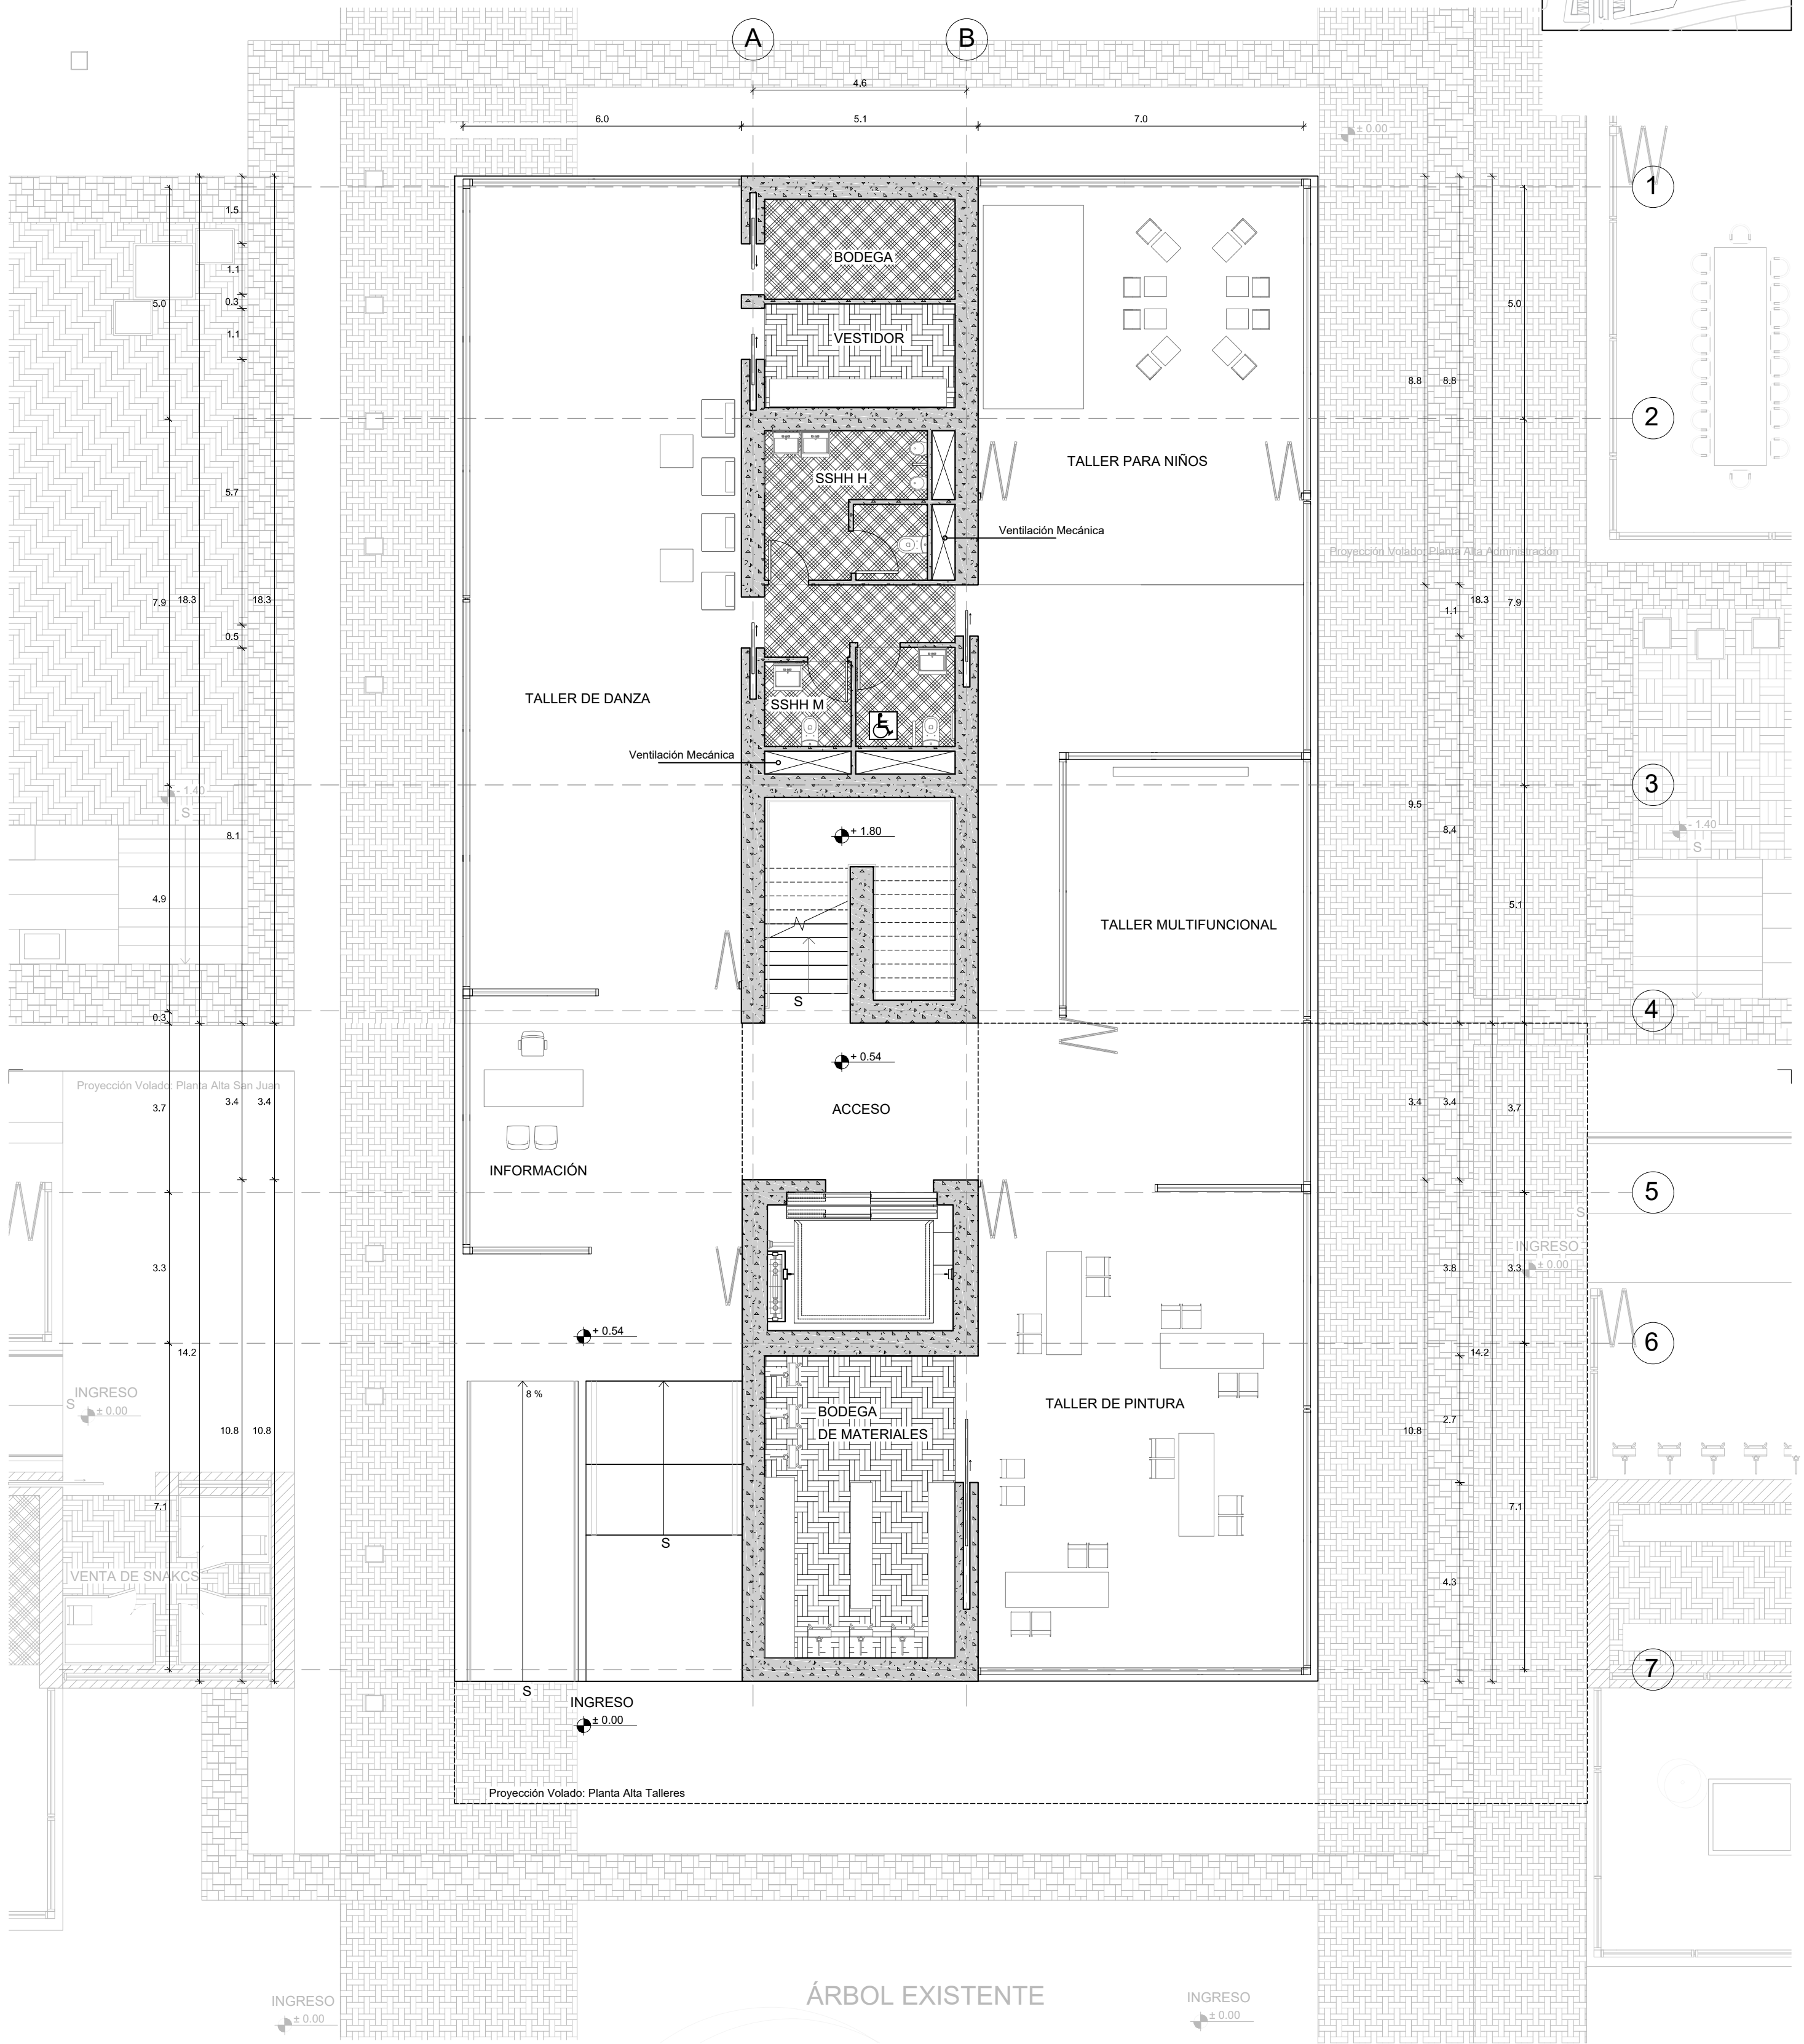 A
B
4.6
6.0
5.1
7.0
± 0.00
1
1.5
1.1
5.0
0.3
1.1
5.0
BODEGA
VESTIDOR
8.8
8.8
2
TALLER PARA NIÑOS
SSHH H
5.7
Ventilación Mecánica
Proyección Volado: Planta Alta Administración
7.9
18.3
18.3
0.5
1.1
18.3
7.9
TALLER DE DANZA
SSHH M
Ventilación Mecánica
3
- 1.40
S
8.1
+ 1.80
9.5
8.4
- 1.40
S
4.9
5.1
TALLER MULTIFUNCIONAL
S
0.3
4
+ 0.54
Proyección Volado: Planta Alta San Juan
3.7
3.4
3.4
ACCESO
3.4
3.4
3.7
INFORMACIÓN
5
S
INGRESO
± 0.00
3.3
3.8
3.3
+ 0.54
6
14.2
14.2
INGRESO
S
± 0.00
8 %
TALLER DE PINTURA
BODEGA
DE MATERIALES
10.8
10.8
10.8
2.7
7.1
7.1
S
VENTA DE SNAKCS
4.3
7
S
INGRESO
± 0.00
Proyección Volado: Planta Alta Talleres
ÁRBOL EXISTENTE
INGRESO
± 0.00
INGRESO
± 0.00